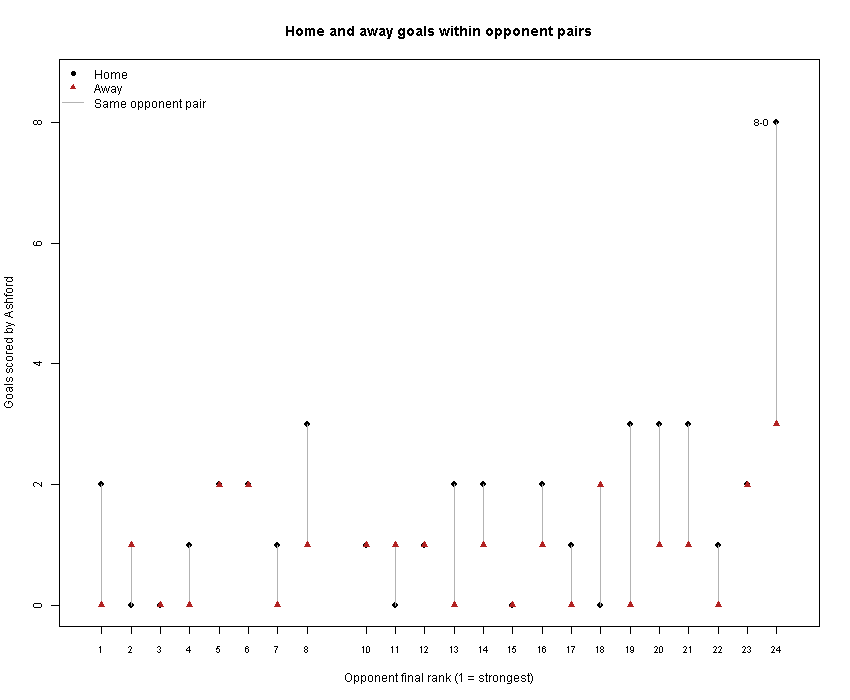 Home and away goals within opponent pairs
Home
Away
Same opponent pair
8-0
Goals scored by Ashford
8
6
4
2
0
1 2 3 4 5 6 7 8 10 11 12 13 14 15 16 17 18 19 20 21 22 23 24
Opponent final rank (1 = strongest)